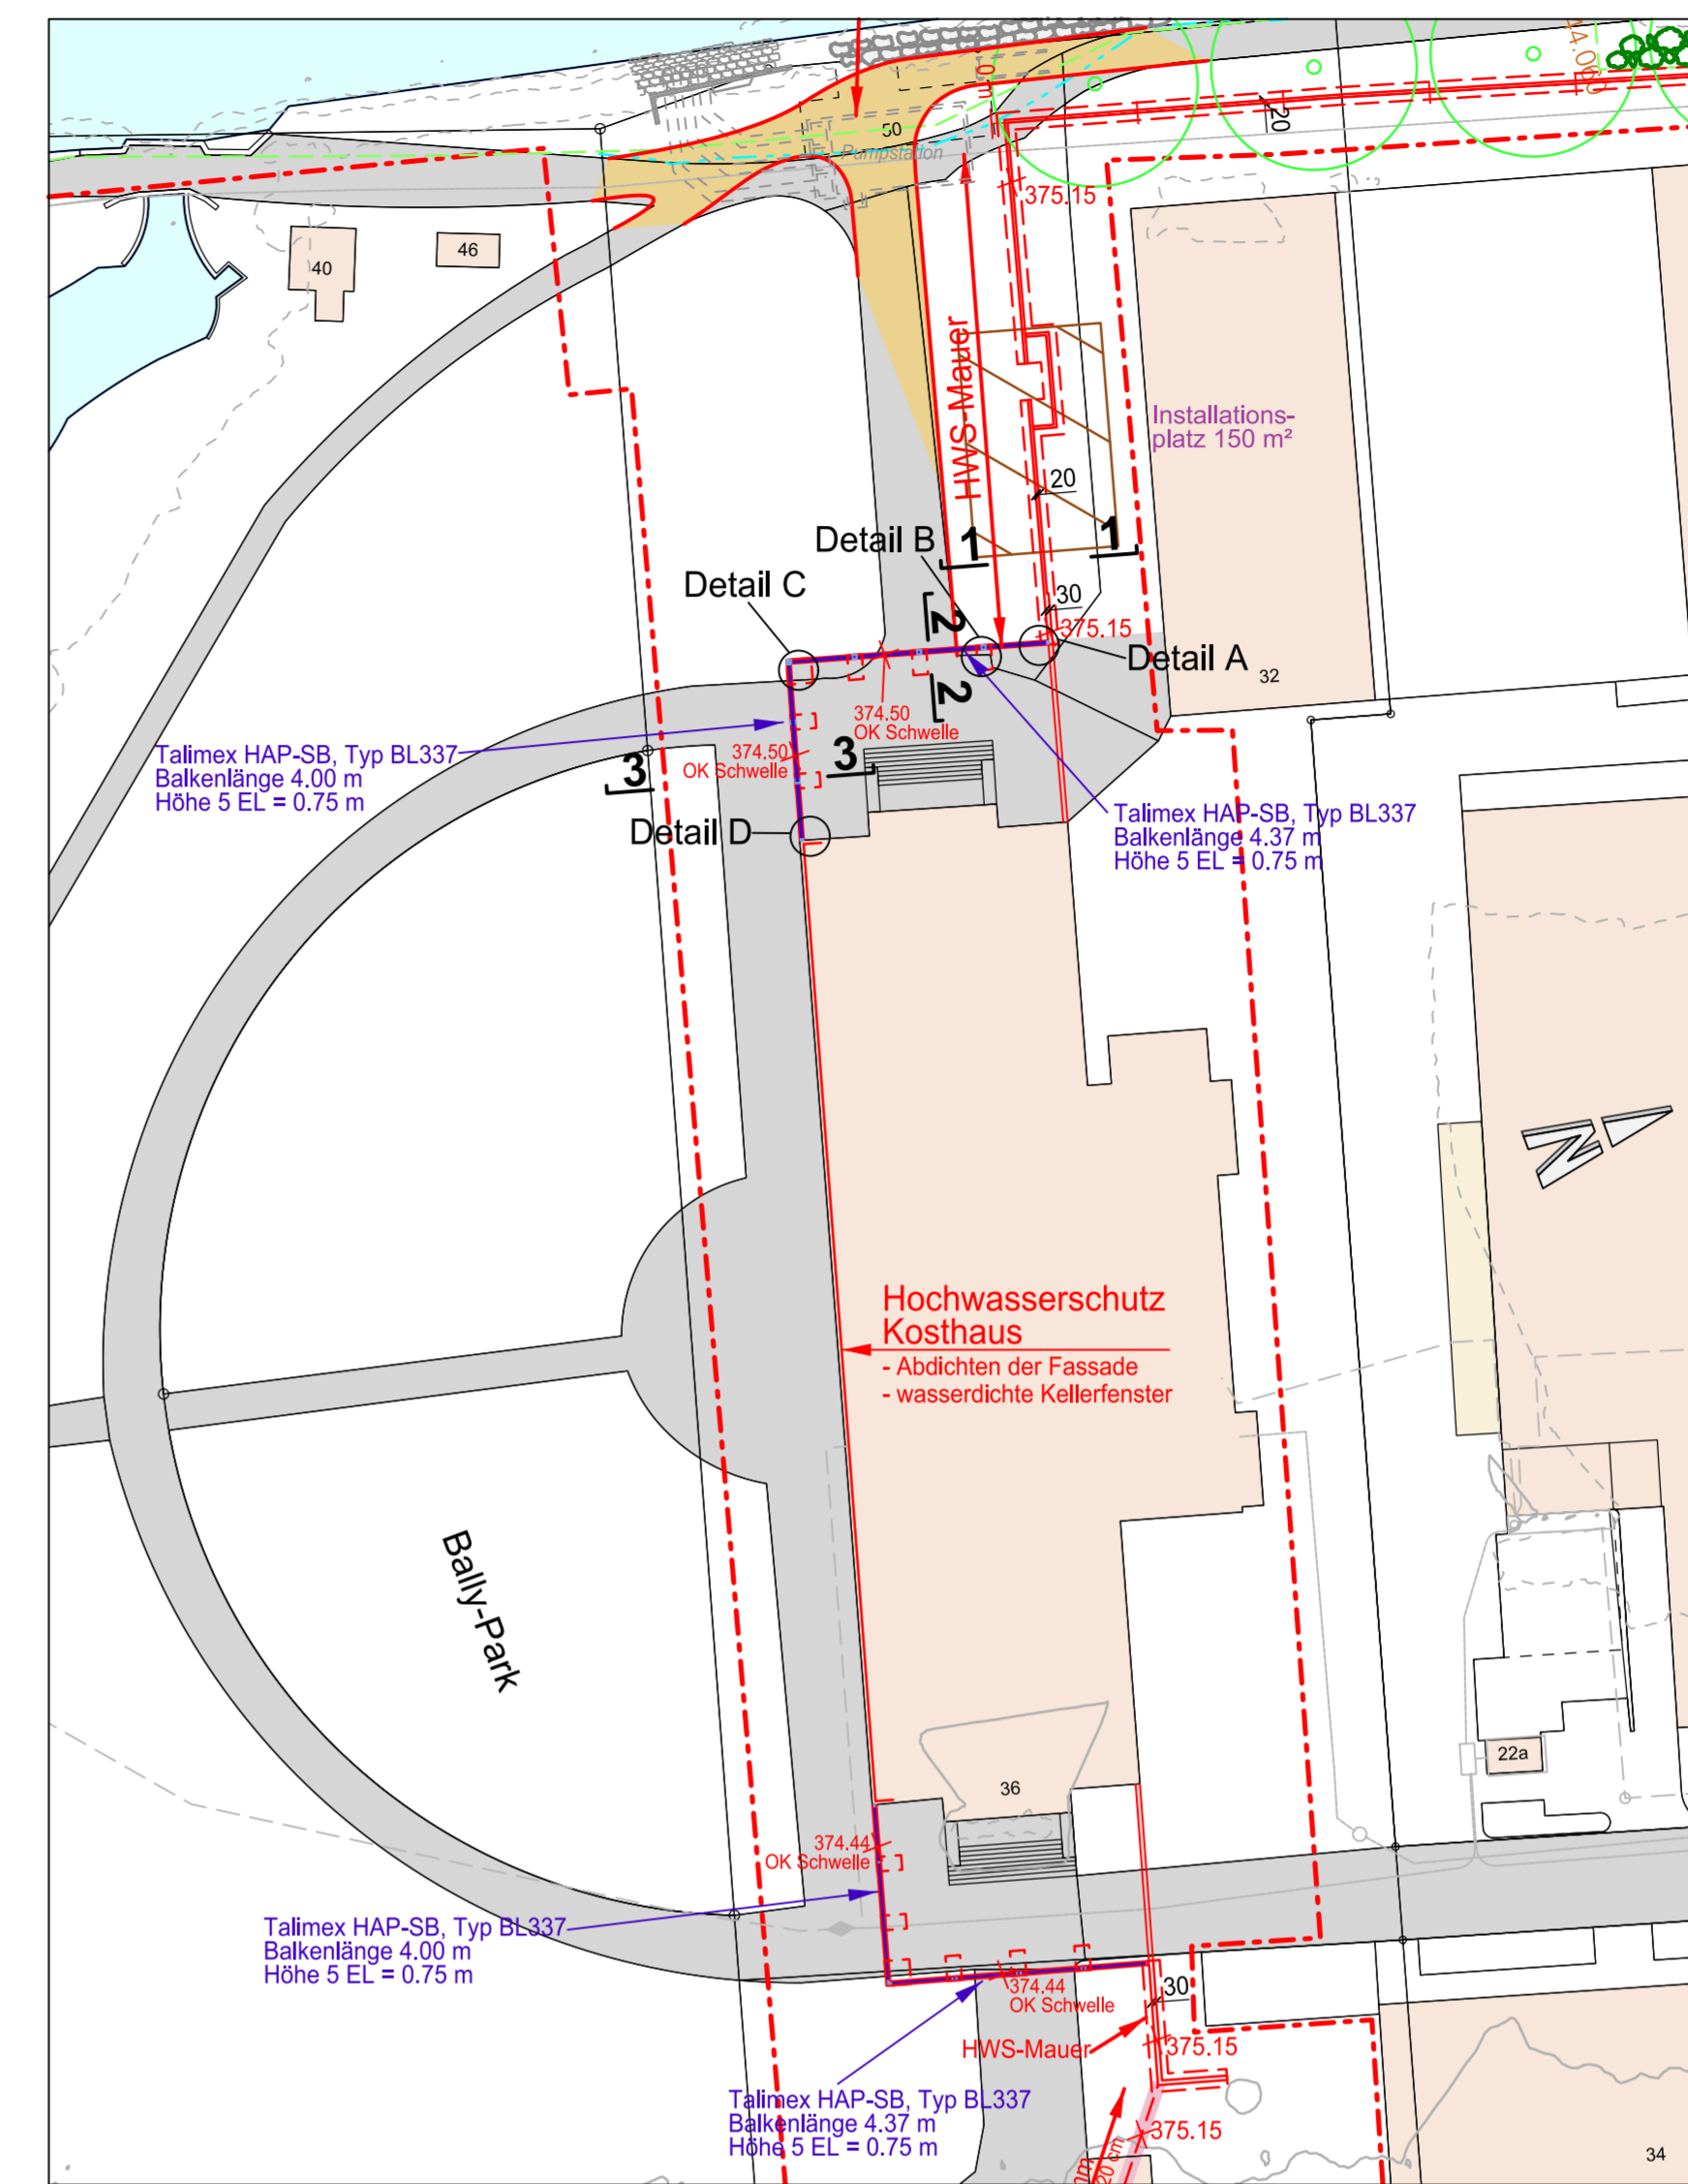 50
Pumpstation
20
375.15
40
46
HWS-Mauer
Installations-
platz 150 m²
20
Detail B
1
1
Detail C
30
2
375.15
Detail A
32
2
374.50
OK Schwelle
Talimex HAP-SB, Typ BL337
Balkenlänge 4.00 m
Höhe 5 EL = 0.75 m
374.50
OK Schwelle
3
3
Detail D
Talimex HAP-SB, Typ BL337
Balkenlänge 4.37 m
Höhe 5 EL = 0.75 m
N
Hochwasserschutz
Kosthaus
- Abdichten der Fassade
- wasserdichte Kellerfenster
Bally-Park
22a
36
374.44
OK Schwelle
Talimex HAP-SB, Typ BL337
Balkenlänge 4.00 m
Höhe 5 EL = 0.75 m
374.44
OK Schwelle
30
HWS-Mauer
375.15
Talimex HAP-SB, Typ BL337
Balkenlänge 4.37 m
Höhe 5 EL = 0.75 m
375.15
20 cm
34